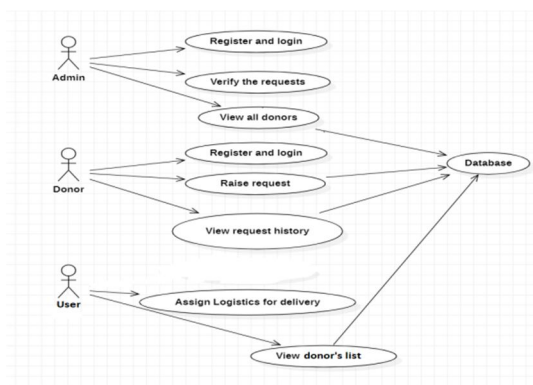 Register and login
Admin
Verify the requests
View all donors
Register and login
Database
Donor
Raise request
View request history
User
Assign Logistics for delivery
View donor's list